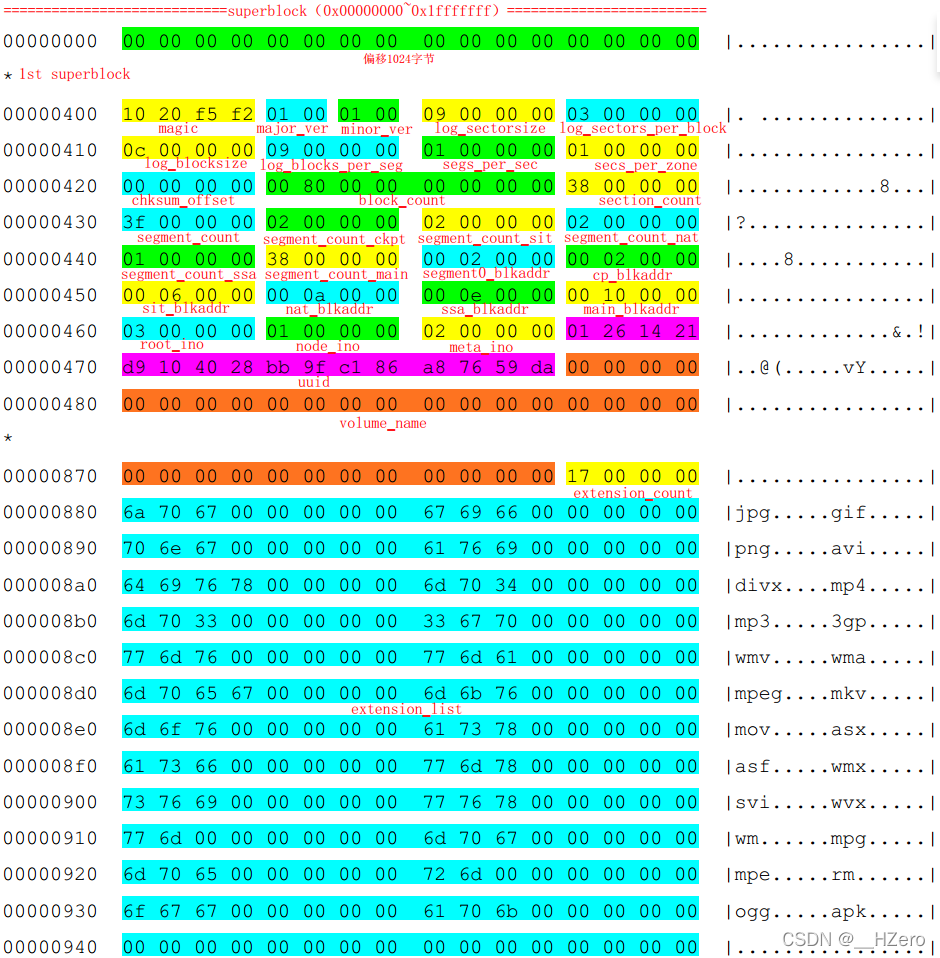 ============================superblock（0x00000000~0x1fffffff）=========================
00000000 00 00 00 00 00 00 00 00 00 00 00 00 00 00 00 00 |................|
偏移1024字节
* 1st superblock
00000400 10 20 f5 f2 01 00 01 00 09 00 00 00 03 00 00 00 |. ..............|
magic major_ver minor_ver log_sectorsize log_sectors_per_block
00000410 0c 00 00 00 09 00 00 00 01 00 00 00 01 00 00 00 |................|
log_blocksize log_blocks_per_seg segs_per_sec secs_per_zone
00000420 00 00 00 00 00 80 00 00 00 00 00 00 38 00 00 00 |............8...|
chksum_offset block_count section_count
00000430 3f 00 00 00 02 00 00 00 02 00 00 00 02 00 00 00 |?...............|
segment_count segment_count_ckpt segment_count_sit segment_count_nat
00000440 01 00 00 00 38 00 00 00 00 02 00 00 00 02 00 00 |....8...........|
segment_count_ssa segment_count_main segment0_blkaddr cp_blkaddr
00000450 00 06 00 00 00 0a 00 00 00 0e 00 00 00 10 00 00 |................|
sit_blkaddr nat_blkaddr ssa_blkaddr main_blkaddr
00000460 03 00 00 00 01 00 00 00 02 00 00 00 01 26 14 21 |.............&.!|
root_ino node_ino meta_ino
00000470 d9 10 40 28 bb 9f c1 86 a8 76 59 da 00 00 00 00 |..@(.....vY.....|
uuid
00000480 00 00 00 00 00 00 00 00 00 00 00 00 00 00 00 00 |................|
volume_name
*
00000870 00 00 00 00 00 00 00 00 00 00 00 00 17 00 00 00 |................|
extension_count
00000880 6a 70 67 00 00 00 00 00 67 69 66 00 00 00 00 00 |jpg.....gif.....|
00000890 70 6e 67 00 00 00 00 00 61 76 69 00 00 00 00 00 |png.....avi.....|
000008a0 64 69 76 78 00 00 00 00 6d 70 34 00 00 00 00 00 |divx....mp4.....|
000008b0 6d 70 33 00 00 00 00 00 33 67 70 00 00 00 00 00 |mp3.....3gp.....|
000008c0 77 6d 76 00 00 00 00 00 77 6d 61 00 00 00 00 00 |wmv.....wma.....|
000008d0 6d 70 65 67 00 00 00 00 6d 6b 76 00 00 00 00 00 |mpeg....mkv.....|
extension_list
000008e0 6d 6f 76 00 00 00 00 00 61 73 78 00 00 00 00 00 |mov.....asx.....|
000008f0 61 73 66 00 00 00 00 00 77 6d 78 00 00 00 00 00 |asf.....wmx.....|
00000900 73 76 69 00 00 00 00 00 77 76 78 00 00 00 00 00 |svi.....wvx.....|
00000910 77 6d 00 00 00 00 00 00 6d 70 67 00 00 00 00 00 |wm......mpg.....|
00000920 6d 70 65 00 00 00 00 00 72 6d 00 00 00 00 00 00 |mpe.....rm......|
00000930 6f 67 67 00 00 00 00 00 61 70 6b 00 00 00 00 00 |ogg.....apk.....|
00000940 00 00 00 00 00 00 00 00 00 00 00 00 00 00 00 00 |................|
CSDN @__HZero